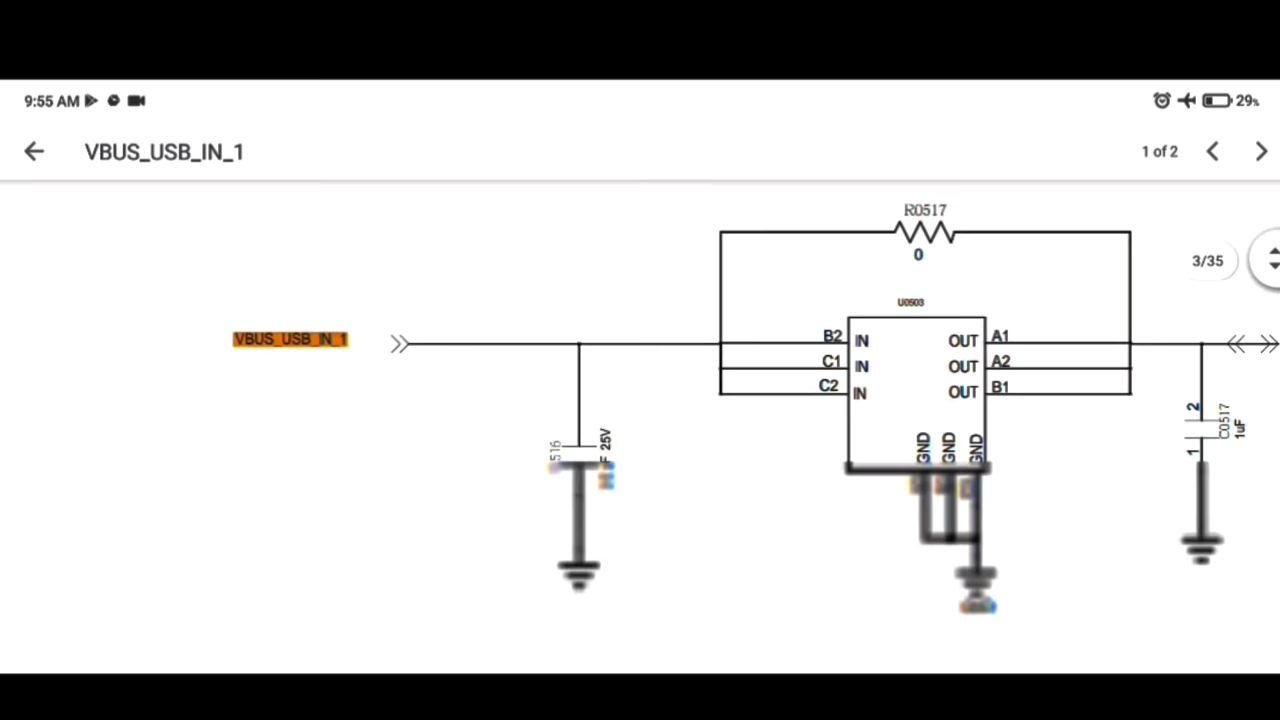 9:55 AM
29%
VBUS_USB_IN_1
1 of 2
R0517
0
3/35
U0503
VBUS_USB_IN_1
B2 IN OUT A1
C1 IN OUT A2
C2 IN OUT B1
GND GND GND
25V
2
1
C0517
1uF